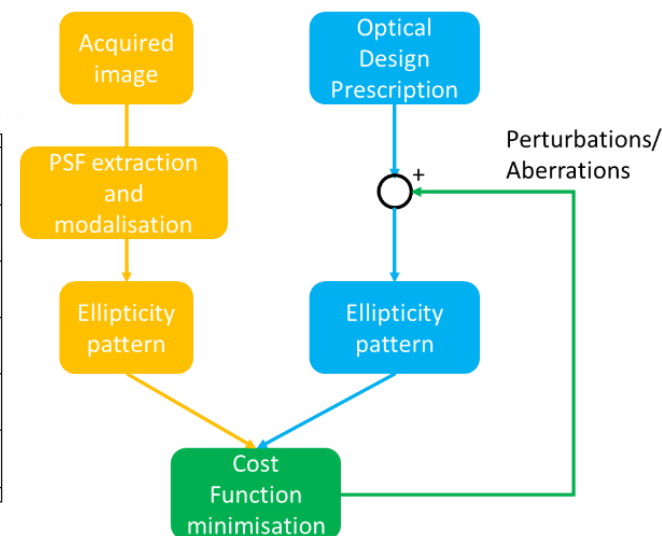 Acquired
image
Optical
Design
Prescription
PSF extraction
and
modalisation
Perturbations/
Aberrations
+
Ellipticity
pattern
Ellipticity
pattern
Cost
Function
minimisation